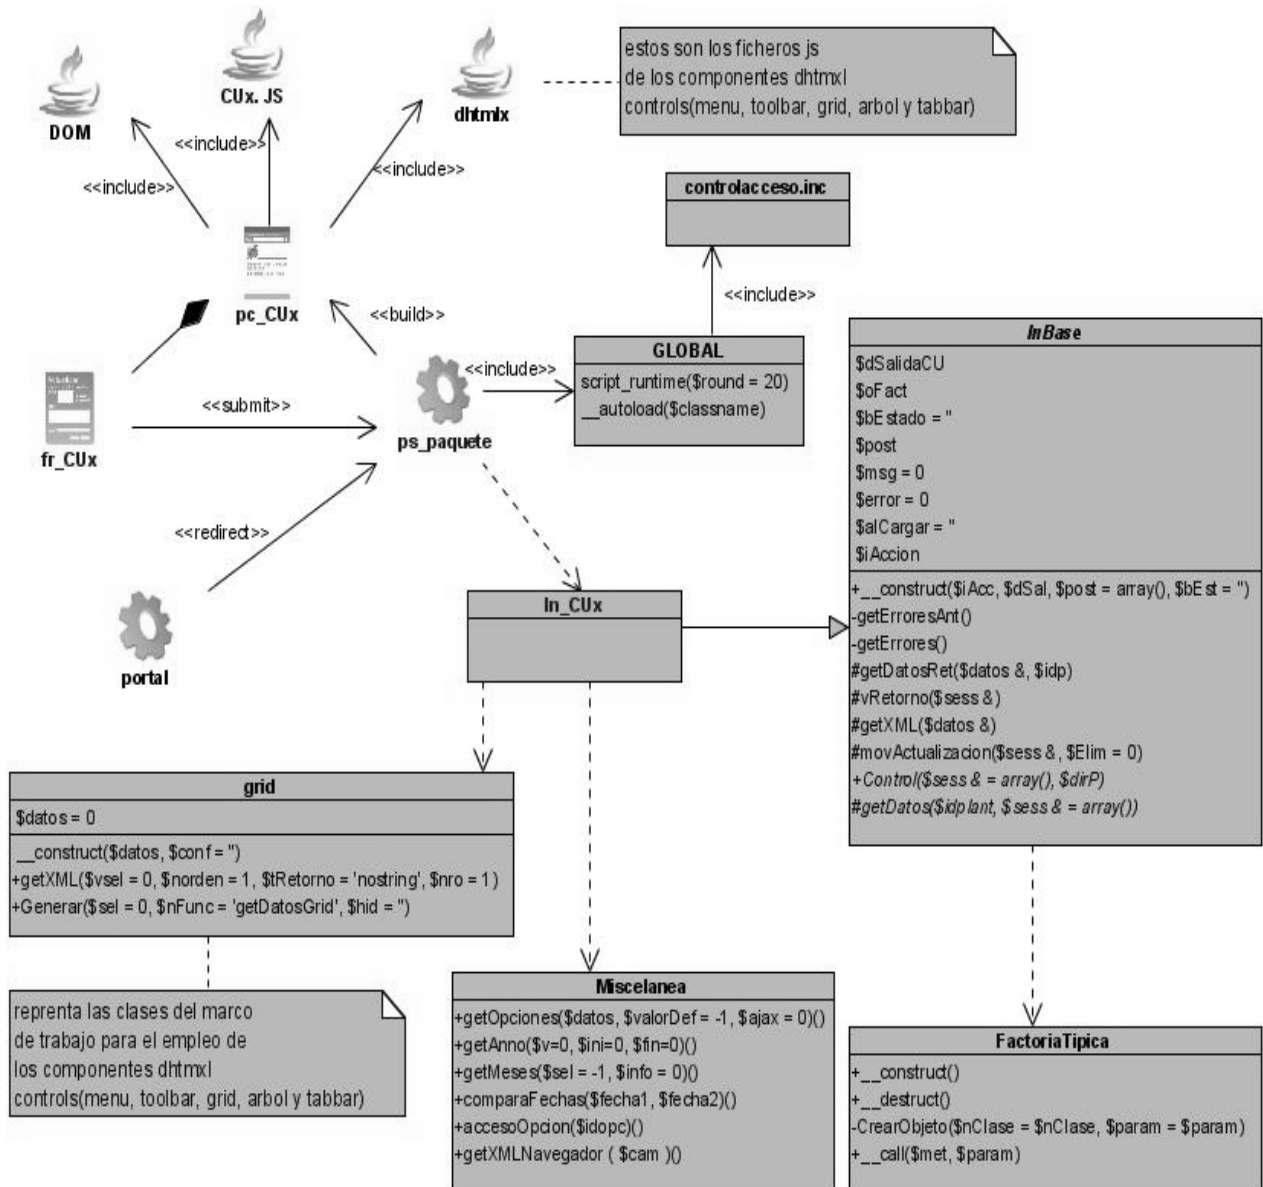 estos son los ficheros js
de los componentes dhtmxl
controls(menu, toolbar, grid, arbol y tabbar)
CUx. JS
DOM
dhtmlx
<<include>>
<<include>>
<<include>>
controlacceso.inc
<<include>>
pc_CUx
<<build>>
InBase
$dSalidaCU
$oFact
$bEstado = ''
$post
$msg = 0
$error = 0
$alCargar = ''
$iAccion
+__construct($iAcc, $dSal, $post = array(), $bEst = '')
-getErroresAnt()
-getErrores()
#getDatosRet($datos &, $idp)
#vRetorno($sess &)
#getXML($datos &)
#movActualizacion($sess &, $Elim = 0)
+Control($sess & = array(), $dirP)
#getDatos($idplant, $sess & = array())
GLOBAL
script_runtime($round = 20)
__autoload($classname)
<<include>>
<<submit>>
fr_CUx
ps_paquete
<<redirect>>
portal
In_CUx
grid
$datos = 0
__construct($datos, $conf = '')
+getXML($vsel = 0, $norden = 1, $tRetorno = 'nostring', $nro = 1)
+Generar($sel = 0, $nFunc = 'getDatosGrid', $hid = '')
reprenta las clases del marco
de trabajo para el empleo de
los componentes dhtmxl
controls(menu, toolbar, grid, arbol y tabbar)
Miscelanea
+getOpciones($datos, $valorDef = -1, $ajax = 0)()
+getAnno($v=0, $ini=0, $fin=0)()
+getMeses($sel = -1, $info = 0)()
+comparaFechas($fecha1, $fecha2)()
+accesoOpcion($idopc)()
+getXMLNavegador ( $cam )()
FactoriaTipica
+__construct()
+__destruct()
-CrearObjeto($nClase = $nClase, $param = $param)
+__call($met, $param)